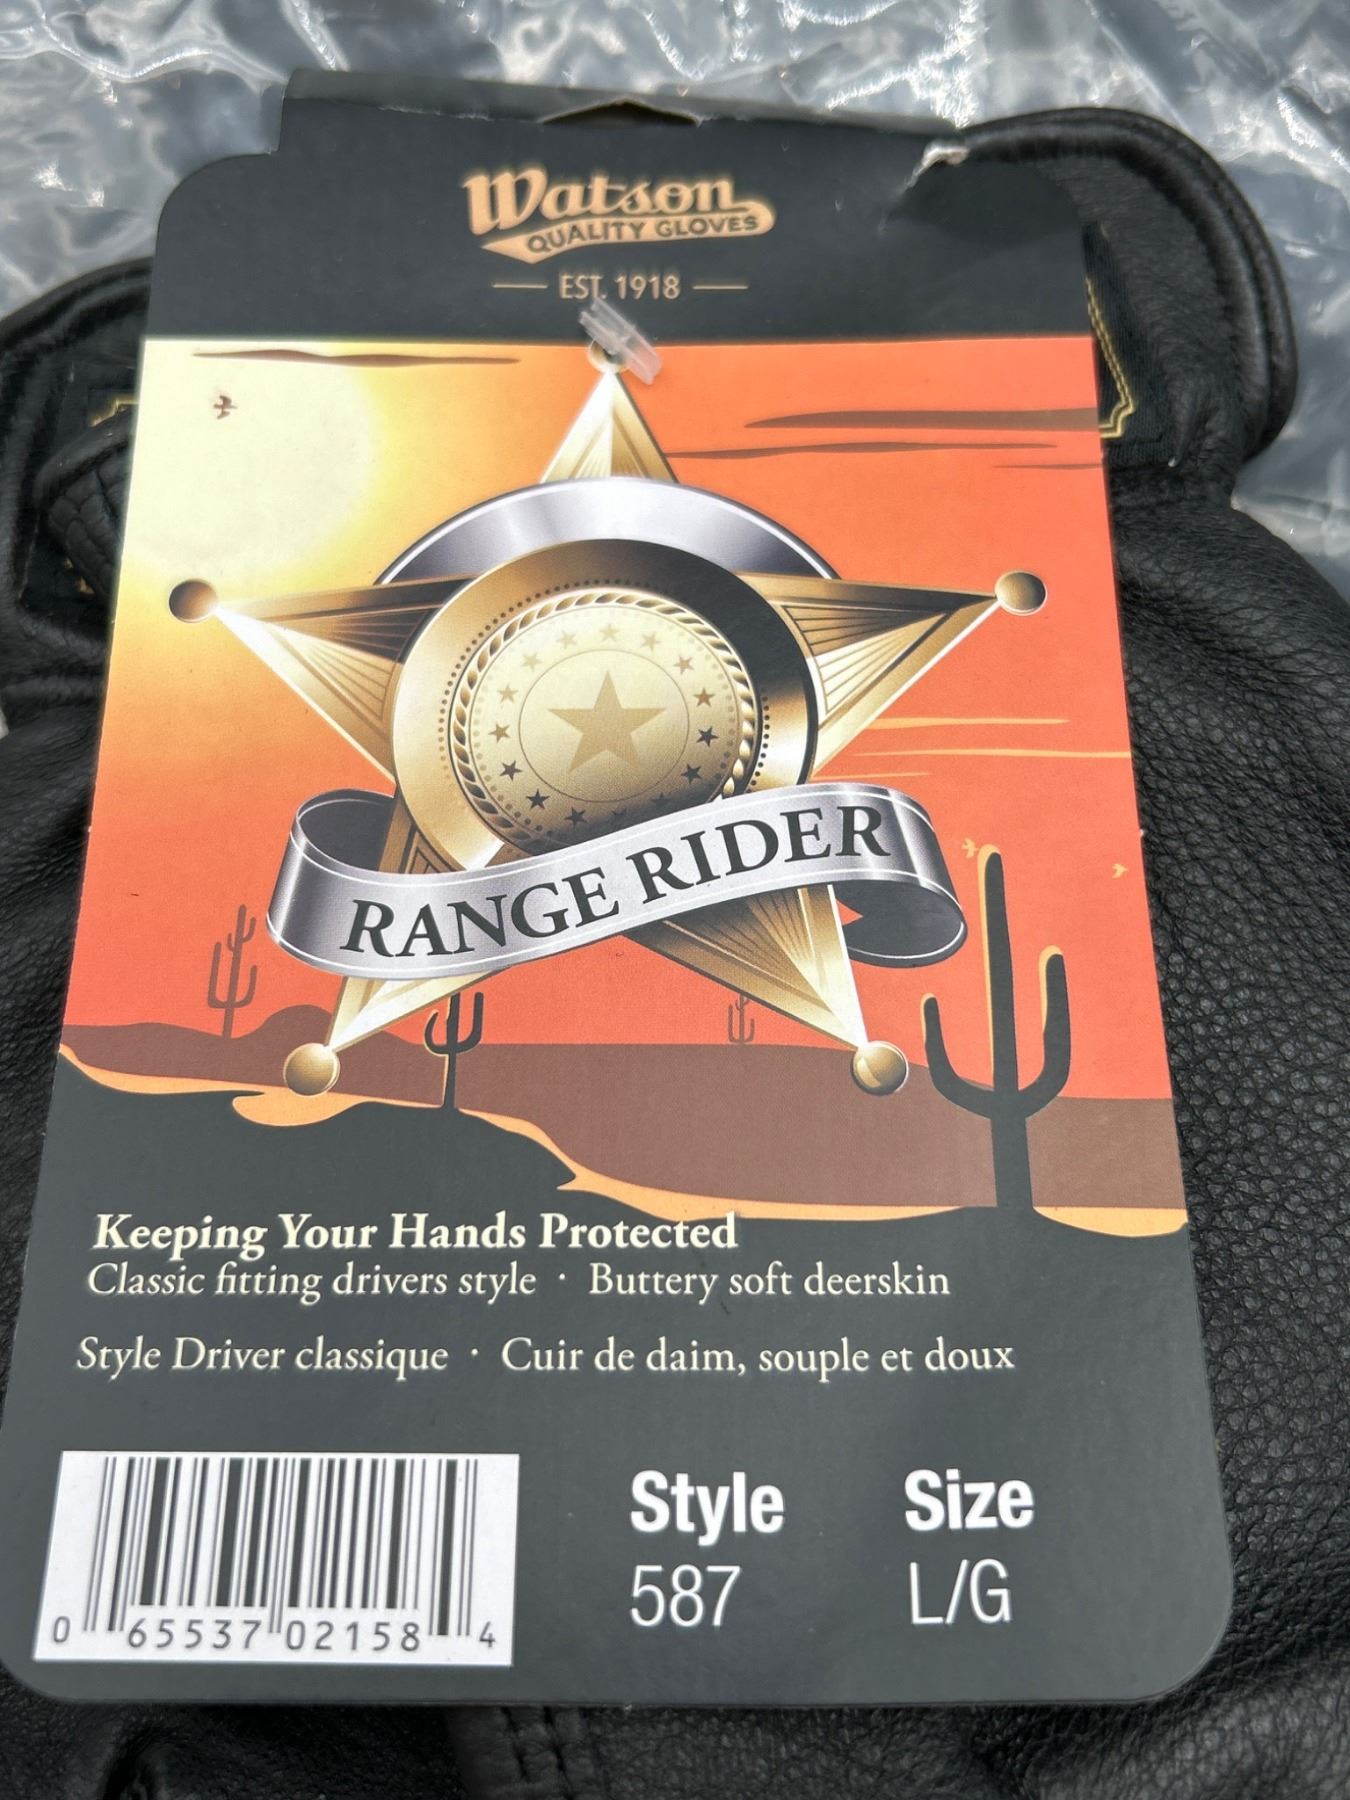 Watson
QUALITY GLOVES
EST. 1918
RANGE RIDER
Keeping Your Hands Protected
Classic fitting drivers style · Buttery soft deerskin
Style Driver classique · Cuir de daim, souple et doux
Style Size
587 L/G
0 65537 02158 4